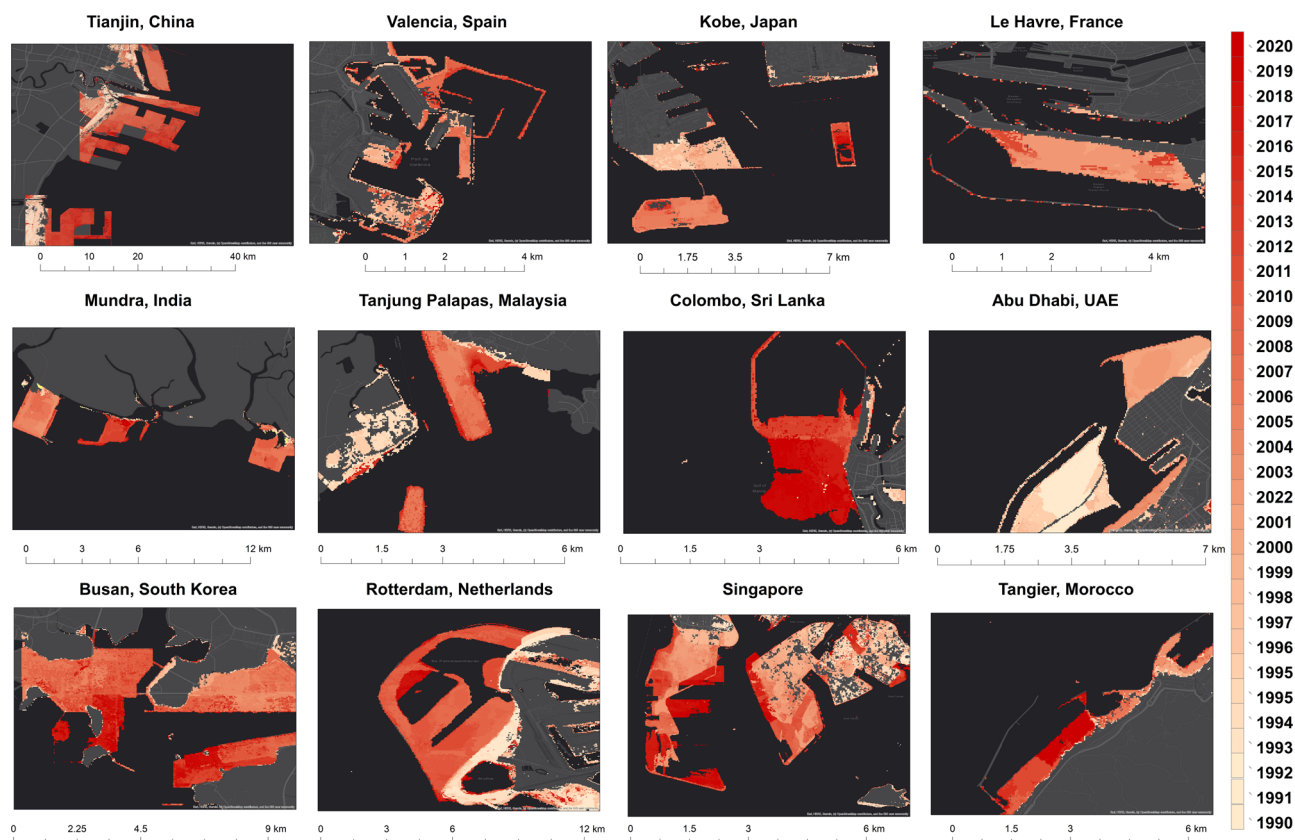 Tianjin, China
Valencia, Spain
Kobe, Japan
Le Havre, France
0 10 20 40 km
0 1 2 4 km
0 1.75 3.5 7 km
0 1 2 4 km
Mundra, India
Tanjung Palapas, Malaysia
Colombo, Sri Lanka
Abu Dhabi, UAE
0 3 6 12 km
0 1.5 3 6 km
0 1.5 3 6 km
0 1.75 3.5 7 km
Busan, South Korea
Rotterdam, Netherlands
Singapore
Tangier, Morocco
0 2.25 4.5 9 km
0 3 6 12 km
0 1.5 3 6 km
0 1.5 3 6 km
2020
2019
2018
2017
2016
2015
2014
2013
2012
2011
2010
2009
2008
2007
2006
2005
2004
2003
2022
2001
2000
1999
1998
1997
1996
1995
1995
1994
1993
1992
1991
1990